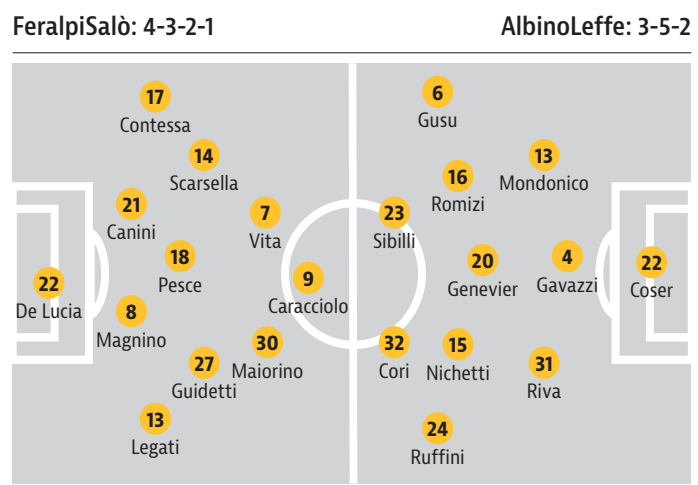 FeralpiSalò: 4-3-2-1
AlbinoLeffe: 3-5-2
17
Contessa
14
Scarsella
21
Canini
7
Vita
18
Pesce
9
Caracciolo
22
De Lucia
8
Magnino
30
Maiorino
27
Guidetti
13
Legati
6
Gusu
13
Mondonico
16
Romizi
23
Sibilli
20
Genevier
4
Gavazzi
22
Coser
32
Cori
15
Nichetti
31
Riva
24
Ruffini